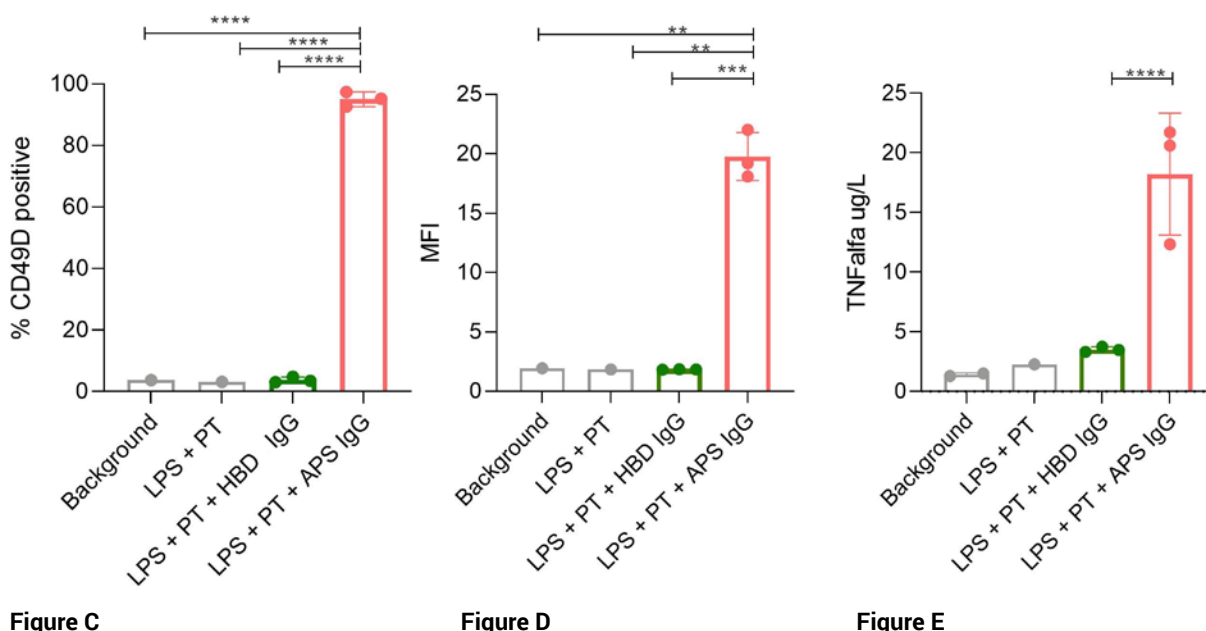 ****
****
****
% CD49D positive
100
80
60
40
20
0
Background
LPS + PT
LPS + PT + HBD IgG
LPS + PT + APS IgG
Figure C
**
**
***
MFI
25
20
15
10
5
0
Background
LPS + PT
LPS + PT + HBD IgG
LPS + PT + APS IgG
Figure D
****
TNFalfa ug/L
25
20
15
10
5
0
Background
LPS + PT
LPS + PT + HBD IgG
LPS + PT + APS IgG
Figure E